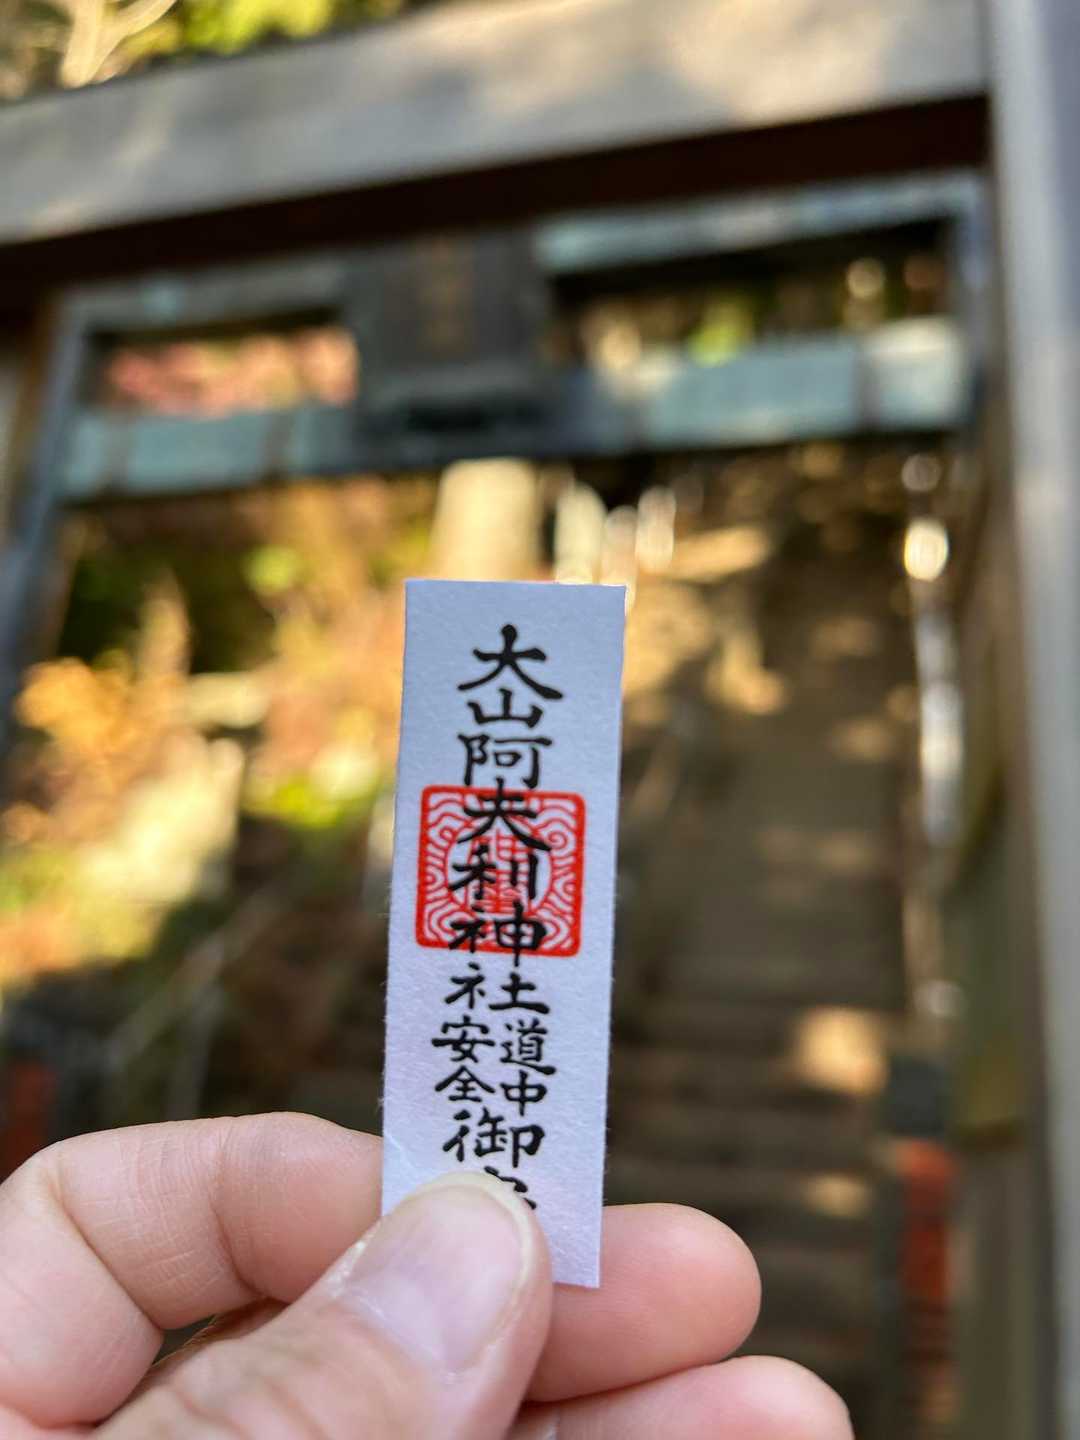 大山阿夫利神社
道中
安全
御